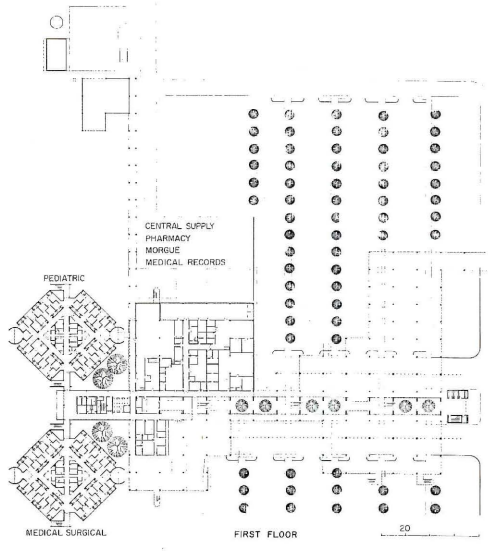 CENTRAL SUPPLY
PHARMACY
MORGUE
MEDICAL RECORDS
PEDIATRIC
MEDICAL SURGICAL
FIRST FLOOR
20